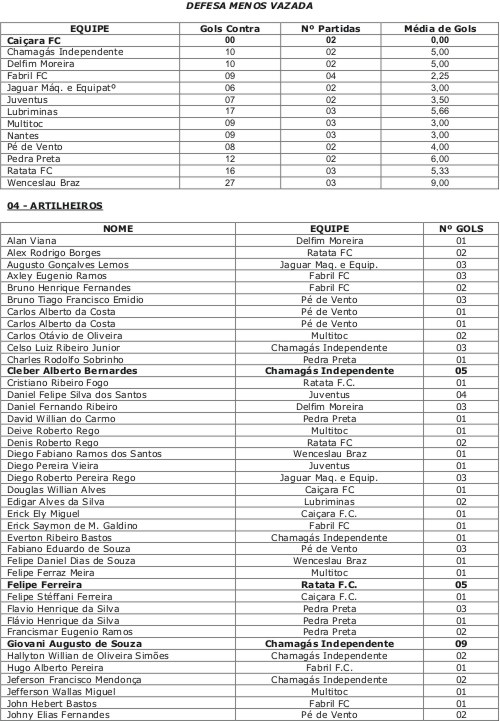 DEFESA MENOS VAZADA
EQUIPE Gols Contra Nº Partidas Média de Gols
Caiçara FC 00 02 0,00
Chamagás Independente 10 02 5,00
Delfim Moreira 10 02 5,00
Fabril FC 09 04 2,25
Jaguar Máq. e Equipatº 06 02 3,00
Juventus 07 02 3,50
Lubriminas 17 03 5,66
Multitoc 09 03 3,00
Nantes 09 03 3,00
Pé de Vento 08 02 4,00
Pedra Preta 12 02 6,00
Ratata FC 16 03 5,33
Wenceslau Braz 27 03 9,00
04 - ARTILHEIROS
NOME EQUIPE Nº GOLS
Alan Viana Delfim Moreira 01
Alex Rodrigo Borges Ratata FC 02
Augusto Gonçalves Lemos Jaguar Maq. e Equip. 03
Axley Eugenio Ramos Fabril FC 03
Bruno Henrique Fernandes Fabril FC 02
Bruno Tiago Francisco Emidio Pé de Vento 03
Carlos Alberto da Costa Pé de Vento 01
Carlos Alberto da Costa Pé de Vento 01
Carlos Otávio de Oliveira Multitoc 02
Celso Luiz Ribeiro Junior Chamagás Independente 03
Charles Rodolfo Sobrinho Pedra Preta 01
Cleber Alberto Bernardes Chamagás Independente 05
Cristiano Ribeiro Fogo Ratata F.C. 01
Daniel Felipe Silva dos Santos Juventus 04
Daniel Fernando Ribeiro Delfim Moreira 03
David Willian do Carmo Pedra Preta 01
Deive Roberto Rego Multitoc 01
Denis Roberto Rego Ratata FC 02
Diego Fabiano Ramos dos Santos Wenceslau Braz 01
Diego Pereira Vieira Juventus 01
Diego Roberto Pereira Rego Jaguar Maq. e Equip. 03
Douglas Willian Alves Caiçara FC 01
Edigar Alves da Silva Lubriminas 02
Erick Ely Miguel Caiçara F.C. 01
Erick Saymon de M. Galdino Fabril FC 01
Everton Ribeiro Bastos Chamagás Independente 01
Fabiano Eduardo de Souza Pé de Vento 03
Felipe Daniel Dias de Souza Wenceslau Braz 01
Felipe Ferraz Meira Multitoc 01
Felipe Ferreira Ratata F.C. 05
Felipe Stéffani Ferreira Caiçara F.C. 01
Flavio Henrique da Silva Pedra Preta 03
Flávio Henrique da Silva Pedra Preta 01
Francismar Eugenio Ramos Pedra Preta 02
Giovani Augusto de Souza Chamagás Independente 09
Hallyton Willian de Oliveira Simões Chamagás Independente 02
Hugo Alberto Pereira Fabril F.C. 01
Jeferson Francisco Mendonça Chamagás Independente 02
Jefferson Wallas Miguel Multitoc 01
John Hebert Bastos Fabril FC 01
Johny Elias Fernandes Pé de Vento 02